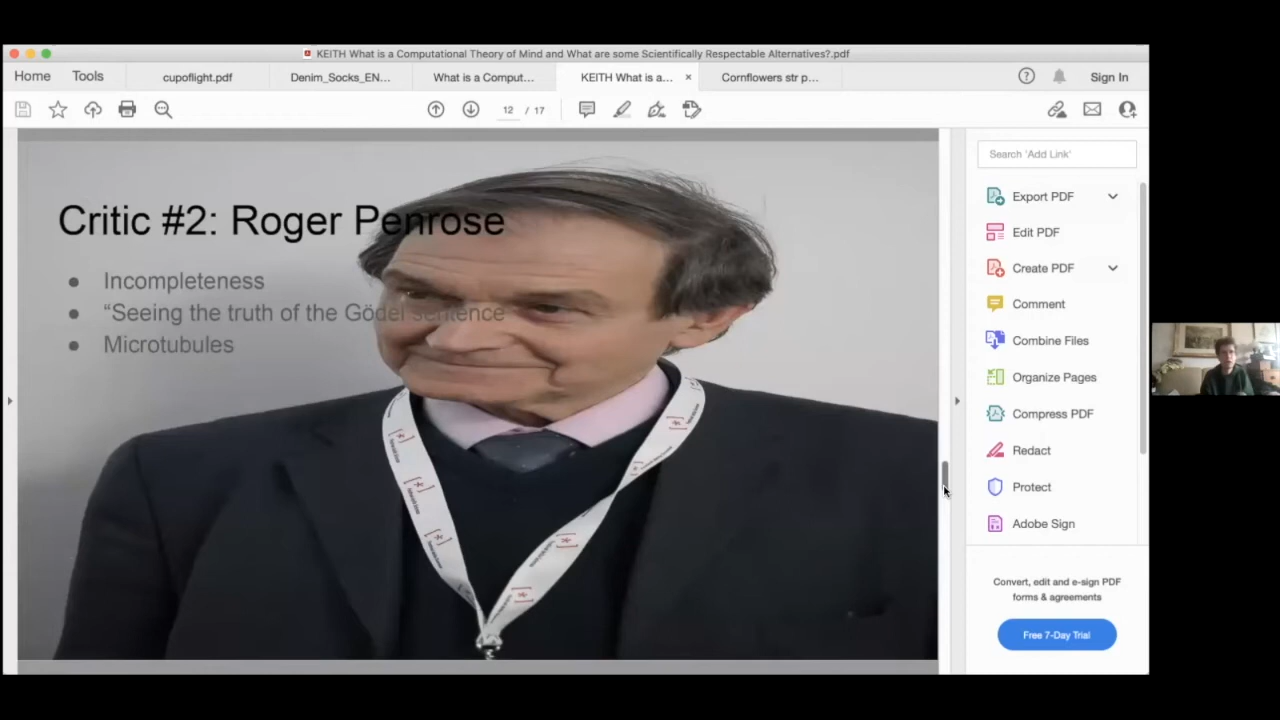 KEITH What is a Computational Theory of Mind and What are some Scientifically Respectable Alternatives?.pdf
Home Tools cupoflight.pdf Denim_Socks_EN... What is a Comput... KEITH What is a... × Cornflowers str p... ? Sign In
12 / 17
Search 'Add Link'
Export PDF
Edit PDF
Create PDF
Comment
Combine Files
Organize Pages
Compress PDF
Redact
Protect
Adobe Sign
Convert, edit and e-sign PDF
forms & agreements
Free 7-Day Trial
Critic #2: Roger Penrose
● Incompleteness
● “Seeing the truth of the Gödel sentence
● Microtubules
[*]
[*]
[*]
[*]
[*]
[*]